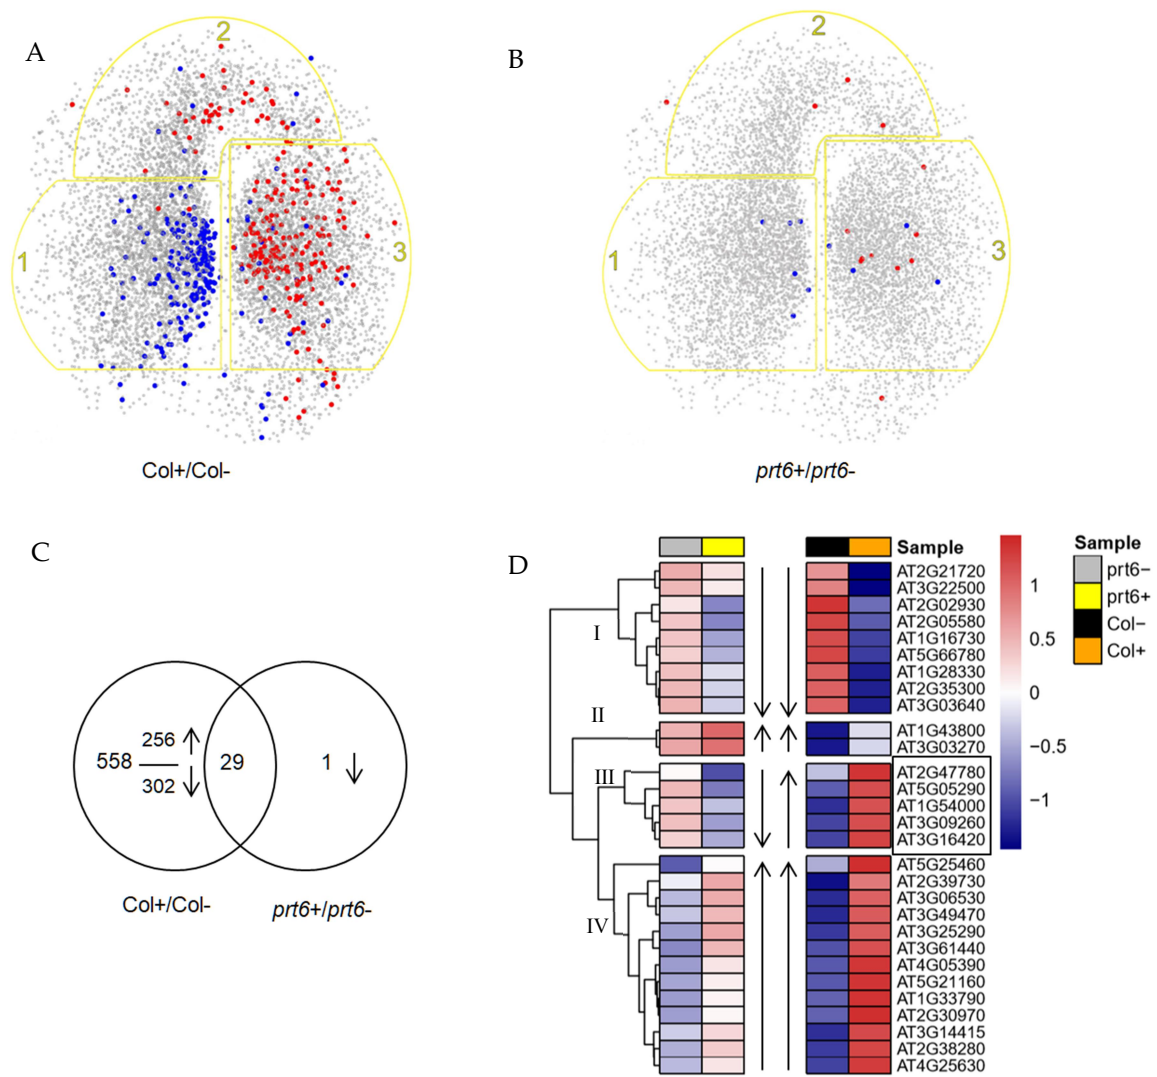 A
2
1
3
Col+/Col-
B
2
1
3
prt6+/prt6-
C
558
256
302
29
1
Col+/Col-
prt6+/prt6-
D
I
II
III
IV
Sample
AT2G21720
AT3G22500
AT2G02930
AT2G05580
AT1G16730
AT5G66780
AT1G28330
AT2G35300
AT3G03640
AT1G43800
AT3G03270
AT2G47780
AT5G05290
AT1G54000
AT3G09260
AT3G16420
AT5G25460
AT2G39730
AT3G06530
AT3G49470
AT3G25290
AT3G61440
AT4G05390
AT5G21160
AT1G33790
AT2G30970
AT3G14415
AT2G38280
AT4G25630
1
0.5
0
−0.5
−1
Sample
prt6−
prt6+
Col−
Col+